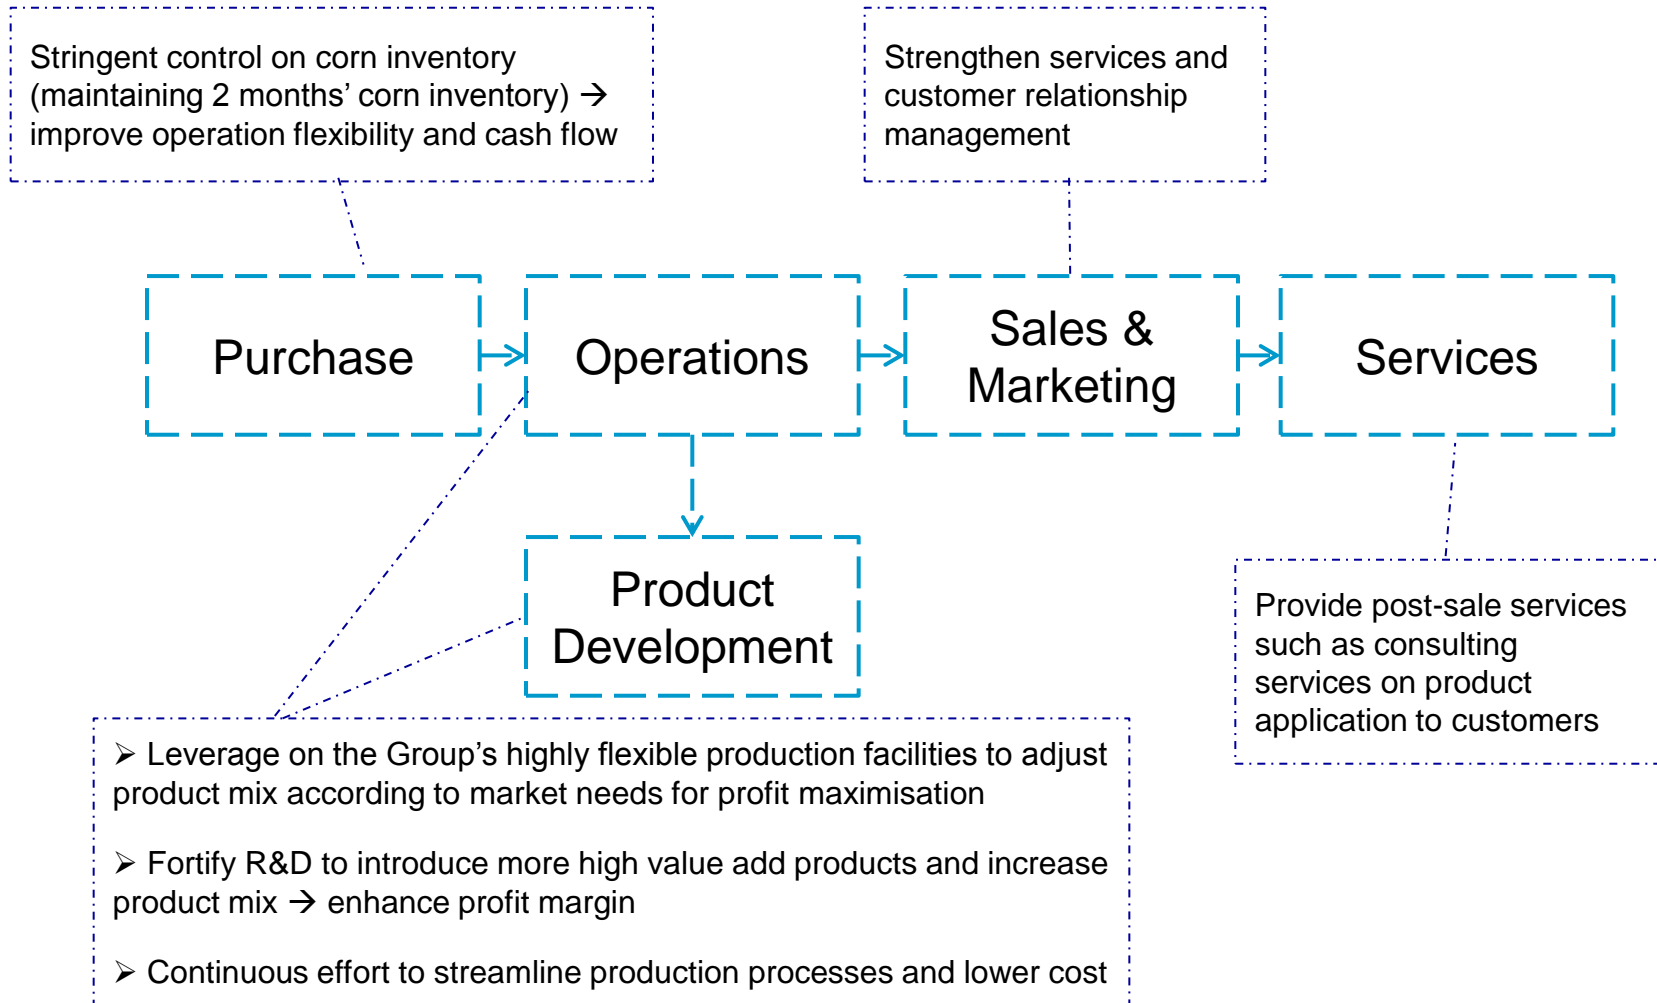 Stringent control on corn inventory
(maintaining 2 months’ corn inventory) →
improve operation flexibility and cash flow
Strengthen services and
customer relationship
management
Purchase
Operations
Sales &
Marketing
Services
Product
Development
Provide post-sale services
such as consulting
services on product
application to customers
➢ Leverage on the Group’s highly flexible production facilities to adjust
product mix according to market needs for profit maximisation
➢ Fortify R&D to introduce more high value add products and increase
product mix → enhance profit margin
➢ Continuous effort to streamline production processes and lower cost